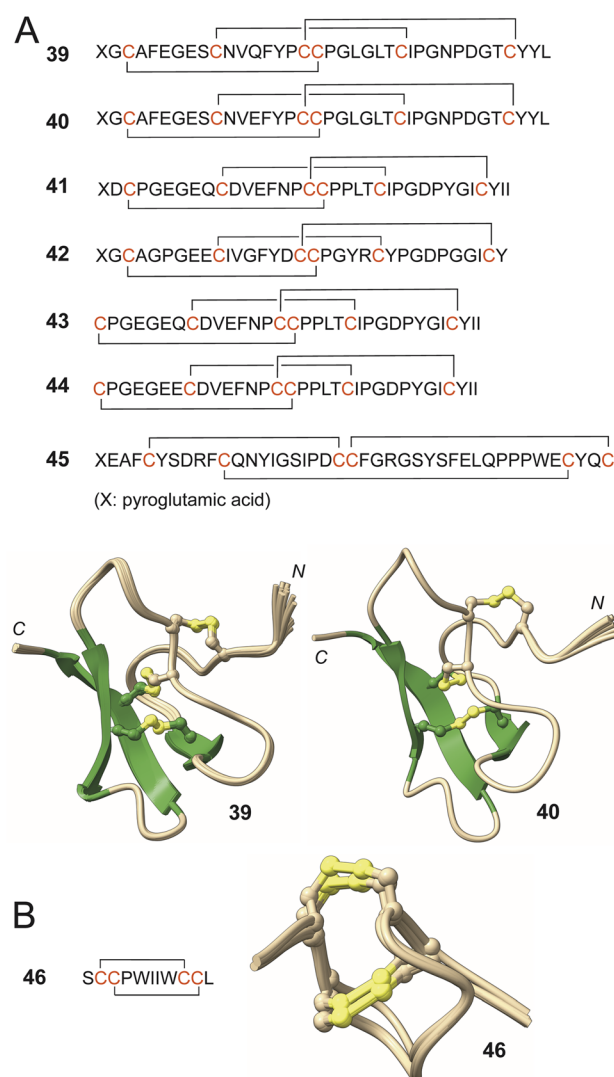 A
39 XGCAFEGESCNVQFYPCCPGLGLTCIPGNPDGTCYYL
40 XGCAFEGESCNVEFYPCCPGLGLTCIPGNPDGTCYYL
41 XDCPGEGEQCDVEFNPCCPPLTCIPGDPYGICYII
42 XGCAGPGEECIVGFYDCCPGYRCYPGDPGGICY
43 CPGEGEQCDVEFNPCCPPLTCIPGDPYGICYII
44 CPGEGEECDVEFNPCCPPLTCIPGDPYGICYII
45 XEAFCYSDRFCQNYIGSIPDCCFGRGSYSFELQPPPWECYQC
(X: pyroglutamic acid)
N
C
39
N
C
40
B
46 SCCPWIIWCCL
46